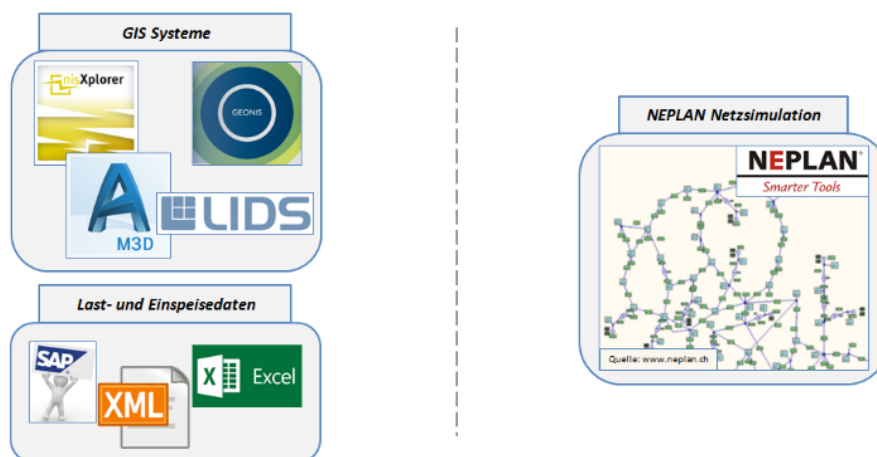 GIS Systeme
nisXplorer
GEONIS
M3D
LIDS
Last- und Einspeisedaten
SAP
XML
X Excel
NEPLAN Netzsimulation
NEPLAN®
Smarter Tools
Quelle: www.neplan.ch